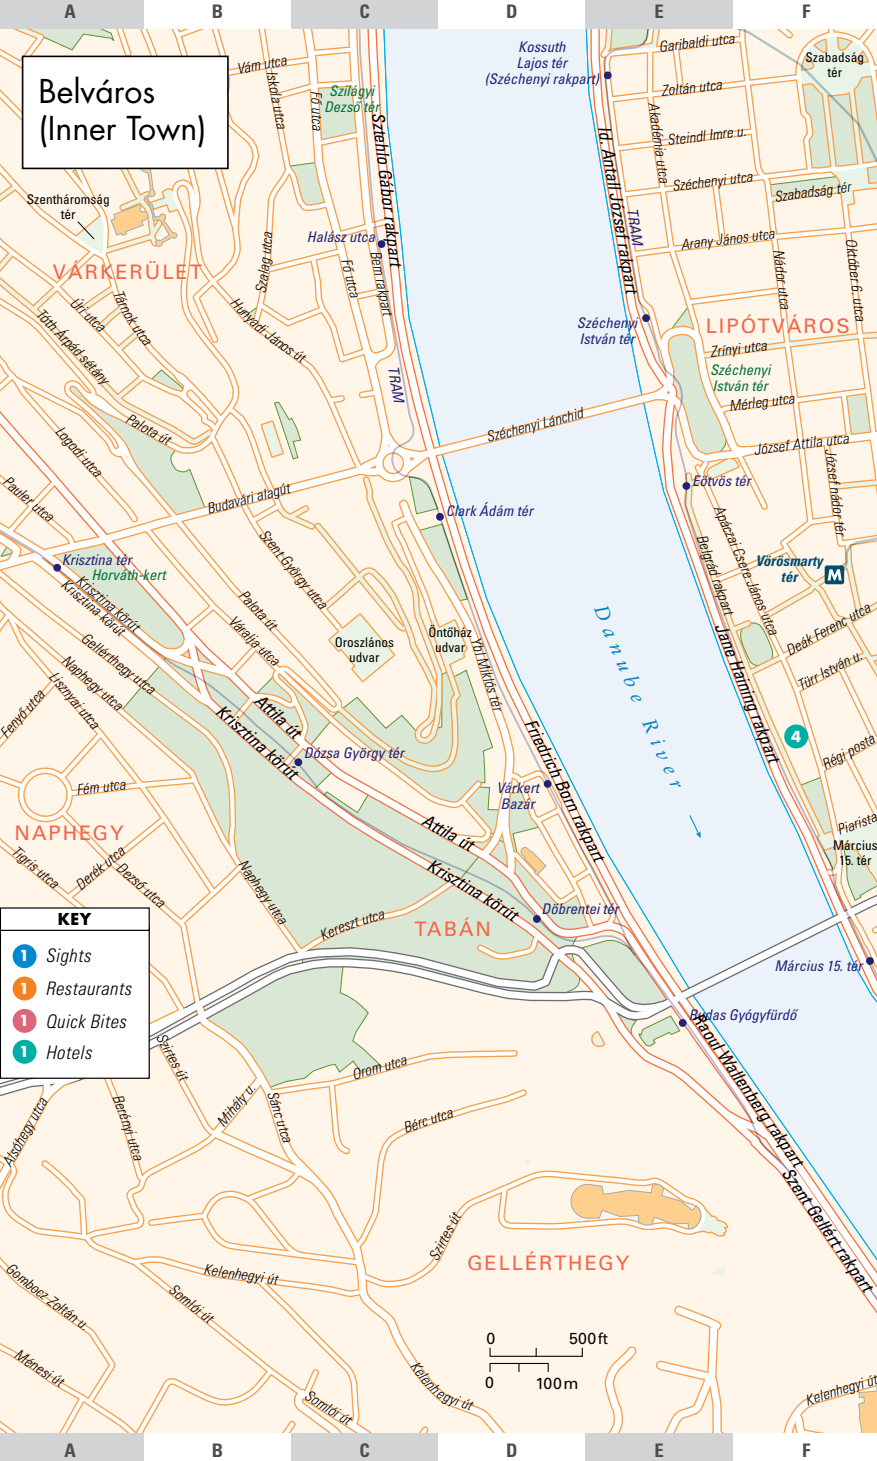 A B C D E F
Belváros
(Inner Town)
Vám utca
Iskola utca
Fő utca
Szilágyi
Dezső tér
Sztehlo Gábor rakpart
Kossuth
Lajos tér
(Széchenyi rakpart)
Garibaldi utca
Szabadság
tér
Zoltán utca
Akadémia utca
Steindl Imre u.
Id. Antall József rakpart
Széchenyi utca
Szabadság tér
TRAM
Arany János utca
Nádor utca
Október 6. utca
Szentháromság
tér
VÁRKERÜLET
Szalag utca
Halász utca
Fő utca
Bem rakpart
Úri utca
Tárnok utca
Tóth Árpád sétány
Hunyadi János út
TRAM
Széchenyi
István tér
LIPÓTVÁROS
Zrínyi utca
Széchenyi
István tér
Mérleg utca
Palota út
Logodi utca
Széchenyi Lánchíd
József Attila utca
József nádor tér
Pauler utca
Budavári alagút
Clark Ádám tér
Eötvös tér
Apáczai Csere János utca
Belgrád rakpart
Vörösmarty
tér
M
Krisztina tér
Horváth-kert
Krisztina körút
Krisztina körút
Szent György utca
Palota út
Váralja utca
Oroszlános
udvar
Öntőház
udvar
Ybl Miklós tér
Danube River
Jane Haining rakpart
Deák Ferenc utca
Türr István u.
Gellérthegy utca
Naphegy utca
Lisznyai utca
Fenyő utca
Attila út
Krisztina körút
Dózsa György tér
Friedrich Born rakpart
4
Régi posta
Fém utca
NAPHEGY
Várkert
Bazár
Attila út
Krisztina körút
Piarista
Március
15. tér
Tigris utca
Derék utca
Dezső utca
Naphegy utca
Kereszt utca
TABÁN
Döbrentei tér
Március 15. tér
KEY
1 Sights
1 Restaurants
1 Quick Bites
1 Hotels
Rudas Gyógyfürdő
Raoul Wallenberg rakpart
Szirtes út
Orom utca
Mihály u.
Sánc utca
Bérc utca
Alsóhegy utca
Berényi utca
Szent Gellért rakpart
Szirtes út
GELLÉRTHEGY
Kelenhegyi út
Somlói út
Gombocz Zoltán u.
Ménesi út
0 500 ft
0 100 m
Somlói út
Kelenhegyi út
Kelenhegyi út
A B C D E F